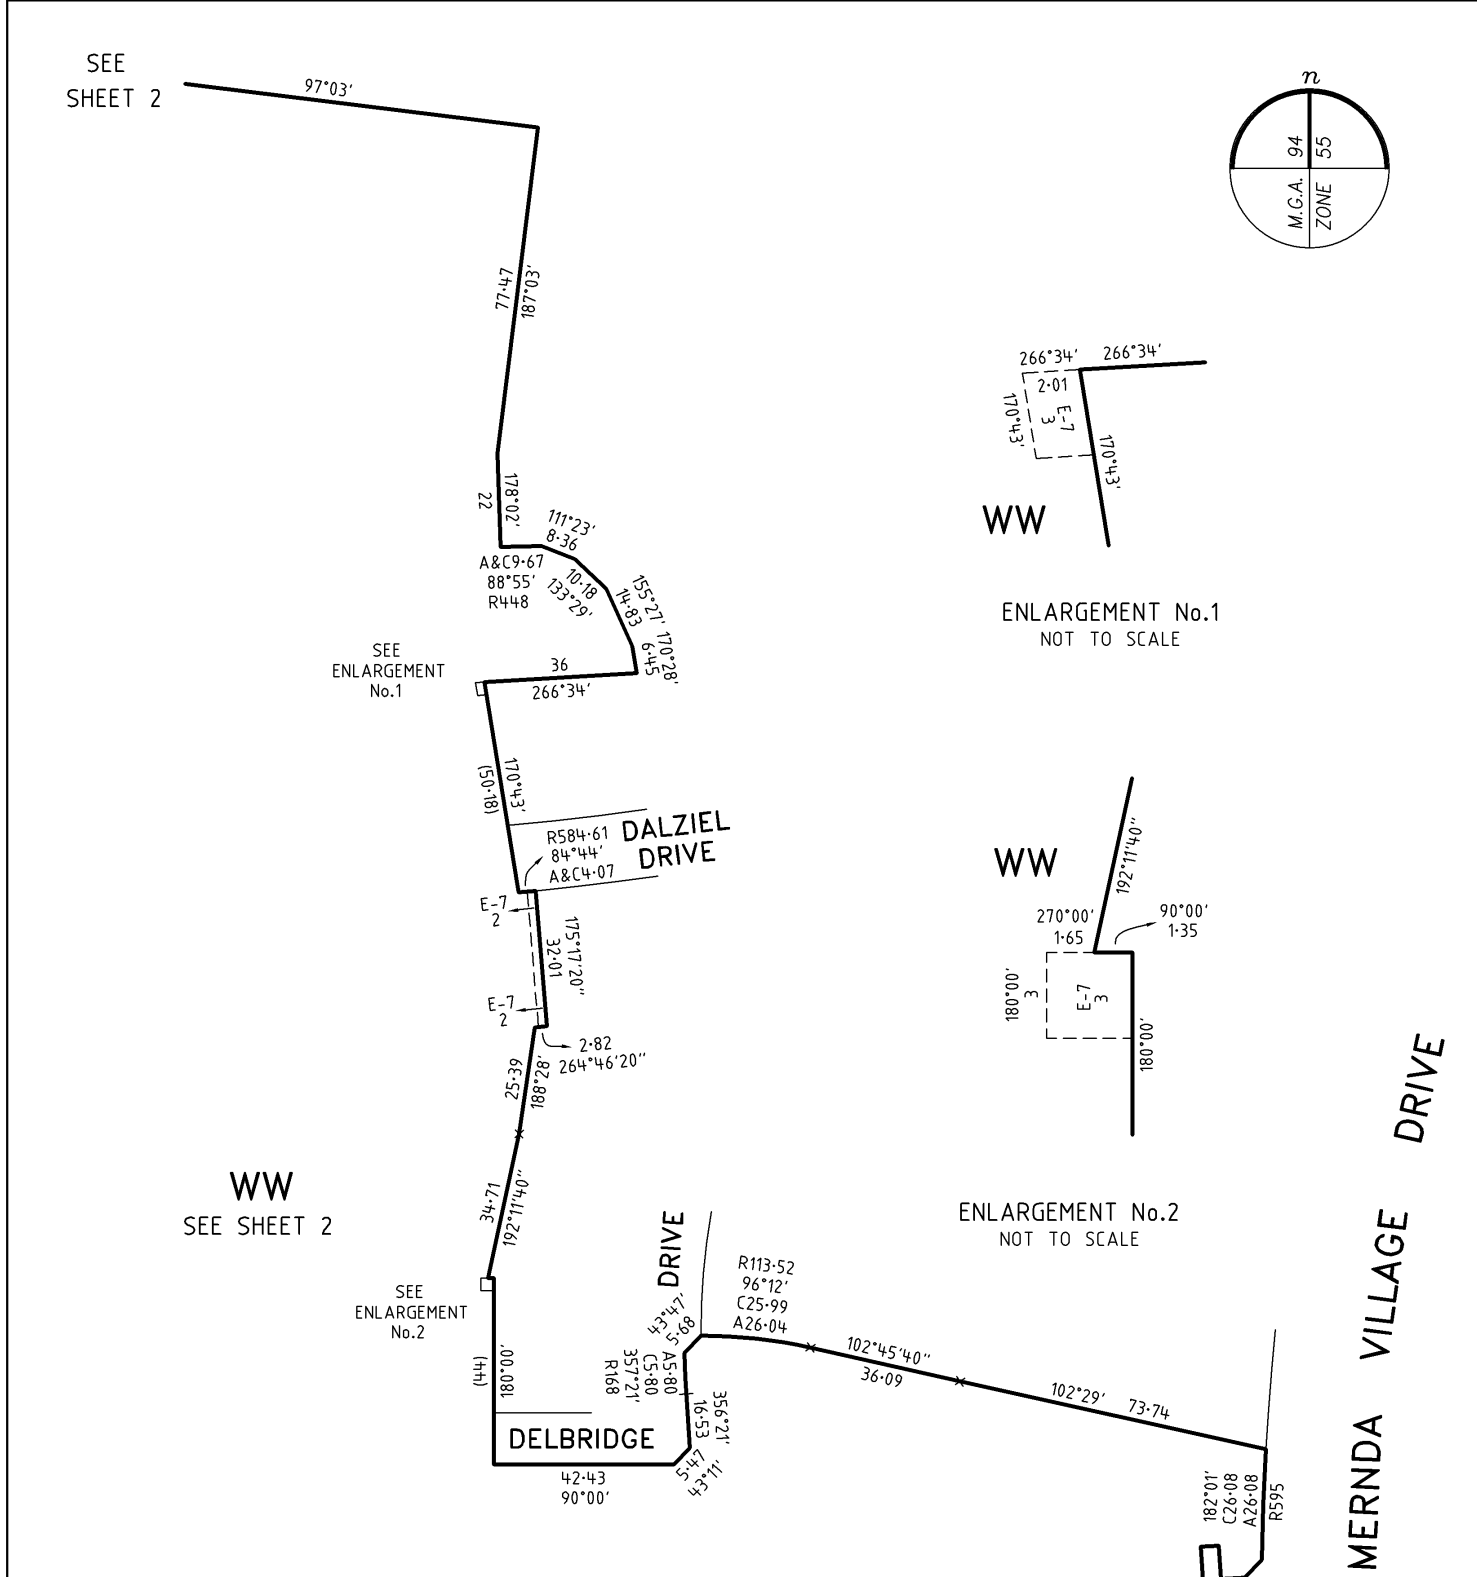 SEE
SHEET 2
97°03'
n
M.G.A. 94
ZONE 55
77·47
187°03'
266°34'
266°34'
2·01
170°43'
E-7
3
170°43'
WW
ENLARGEMENT No.1
NOT TO SCALE
178°02'
22
111°23'
8·36
A&C9·67
88°55'
R448
10·18
133°29'
155°27'
14·83
170°28'
6·45
SEE
ENLARGEMENT
No.1
36
266°34'
170°43'
(50·18)
R584·61
84°44'
A&C4·07
DALZIEL
DRIVE
E-7
2
175°17'20"
32·01
E-7
2
2·82
264°46'20"
25·39
188°28'
WW
192°11'40"
270°00'
1·65
90°00'
1·35
180°00'
3
E-7
3
180°00'
ENLARGEMENT No.2
NOT TO SCALE
WW
SEE SHEET 2
34·71
192°11'40"
SEE
ENLARGEMENT
No.2
180°00'
(44)
DELBRIDGE
DRIVE
42·43
90°00'
5·47
43°11'
356°21'
16·53
A5·80
C5·80
357°21'
R168
43°47'
5·68
R113·52
96°12'
C25·99
A26·04
102°45'40"
36·09
102°29' 73·74
182°01'
C26·08
A26·08
R595
MERNDA VILLAGE DRIVE